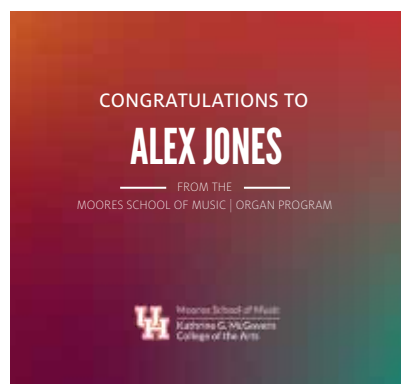 CONGRATULATIONS TO
ALEX JONES
FROM THE
MOORES SCHOOL OF MUSIC | ORGAN PROGRAM
UH
Moores School of Music
Kathrine G. McGovern
College of the Arts